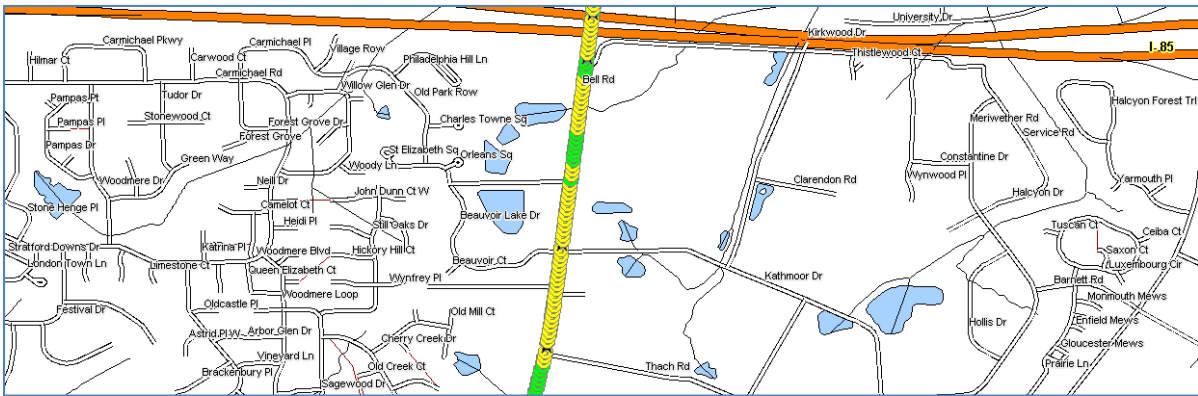 University Dr
Kirkwood Dr
I-85
Thistlewood Ct
Carmichael Pkwy
Carmichael Pl
Village Row
Hilmar Ct
Carwood Ct
Philadelphia Hill Ln
Carmichael Rd
Bell Rd
Willow Glen Dr
Old Park Row
Pampas Pt
Tudor Dr
Halcyon Forest Trl
Stonewood Ct
Forest Grove Dr
Charles Towne Sq
Meriwether Rd
Pampas Pl
Service Rd
Forest Grove
Pampas Dr
Green Way
St Elizabeth Sq
Orleans Sq
Constantine Dr
Woody Ln
Woodmere Dr
Neill Dr
Clarendon Rd
Wynwood Pl
Yarmouth Pl
John Dunn Ct W
Halcyon Dr
Stone Henge Pl
Camelot Ct
Beauvoir Lake Dr
Heidi Pl
Still Oaks Dr
Tuscan Ct
Ceiba Ct
Stratford Downs Dr
Karina Pl
Woodmere Blvd
Hickory Hill Ct
Saxon Ct
London Town Ln
Limestone Ct
Beauvoir Ct
Luxembourg Cir
Queen Elizabeth Ct
Wynfrey Pl
Kathmoor Dr
Barnett Rd
Woodmere Loop
Monmouth Mews
Oldcastle Pl
Festival Dr
Old Mill Ct
Enfield Mews
Hollis Dr
Astrid Pl W
Arbor Glen Dr
Cherry Creek Dr
Gloucester Mews
Vineyard Ln
Old Creek Ct
Thach Rd
Prairie Ln
Brackenbury Pl
Sagewood Dr